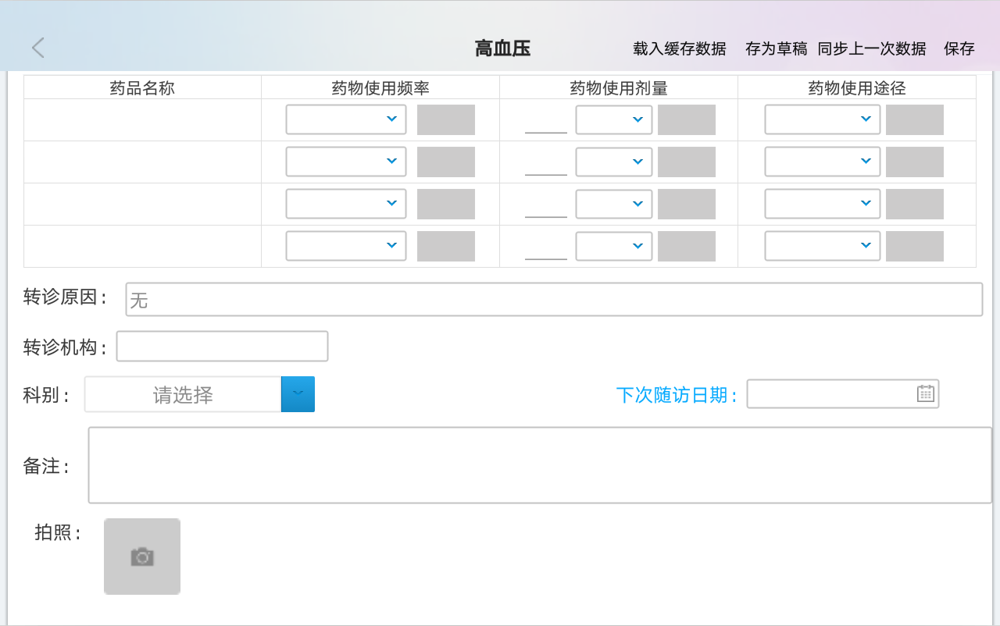 高血压 载入缓存数据 存为草稿 同步上一次数据 保存
药品名称 药物使用频率 药物使用剂量 药物使用途径
转诊原因： 无
转诊机构：
科别： 请选择 下次随访日期：
备注：
拍照：